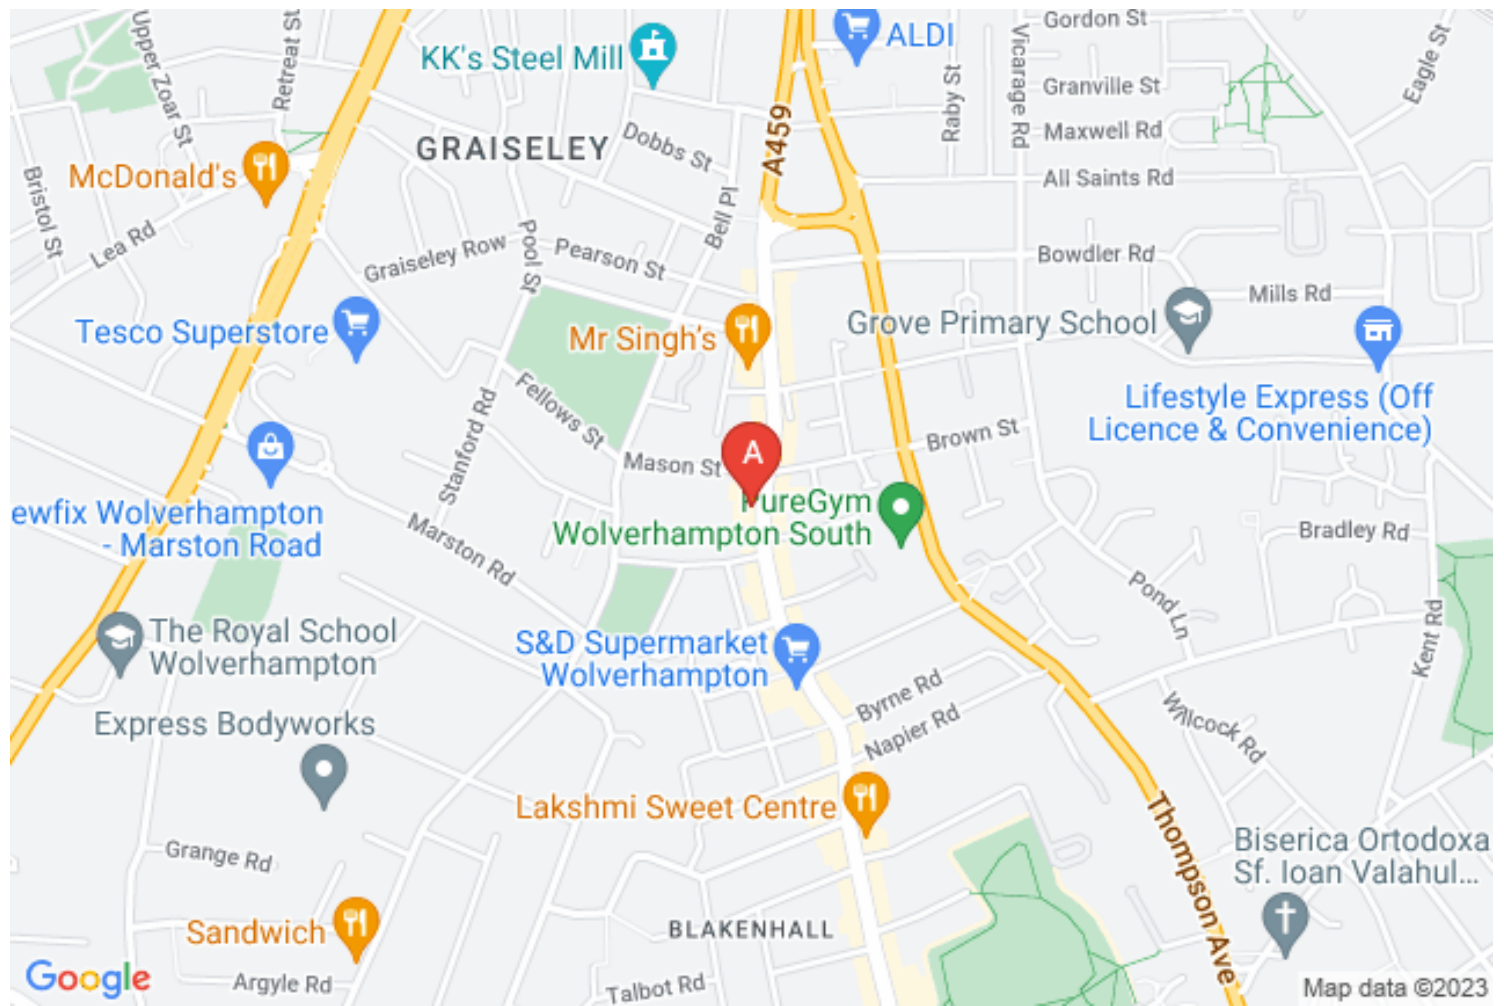 Gordon St
ALDI
Upper Zoar St
Retreat St
KK's Steel Mill
Vicarage Rd
Eagle St
Raby St
Granville St
A459
Maxwell Rd
GRAISELEY
Dobbs St
McDonald's
All Saints Rd
Bristol St
Bell Pl
Lea Rd
Graiseley Row
Pool St
Pearson St
Bowdler Rd
Mills Rd
Tesco Superstore
Mr Singh's
Grove Primary School
Lifestyle Express (Off
Licence & Convenience)
Fellows St
Stanford Rd
Brown St
Mason St
A
ewfix Wolverhampton
- Marston Road
PureGym
Wolverhampton South
Marston Rd
Bradley Rd
Pond Ln
Kent Rd
The Royal School
Wolverhampton
S&D Supermarket
Wolverhampton
Byrne Rd
Napier Rd
Willcock Rd
Express Bodyworks
Lakshmi Sweet Centre
Thompson Ave
Grange Rd
Biserica Ortodoxa
Sf. Ioan Valahul...
Sandwich
BLAKENHALL
Google
Argyle Rd
Talbot Rd
Map data ©2023